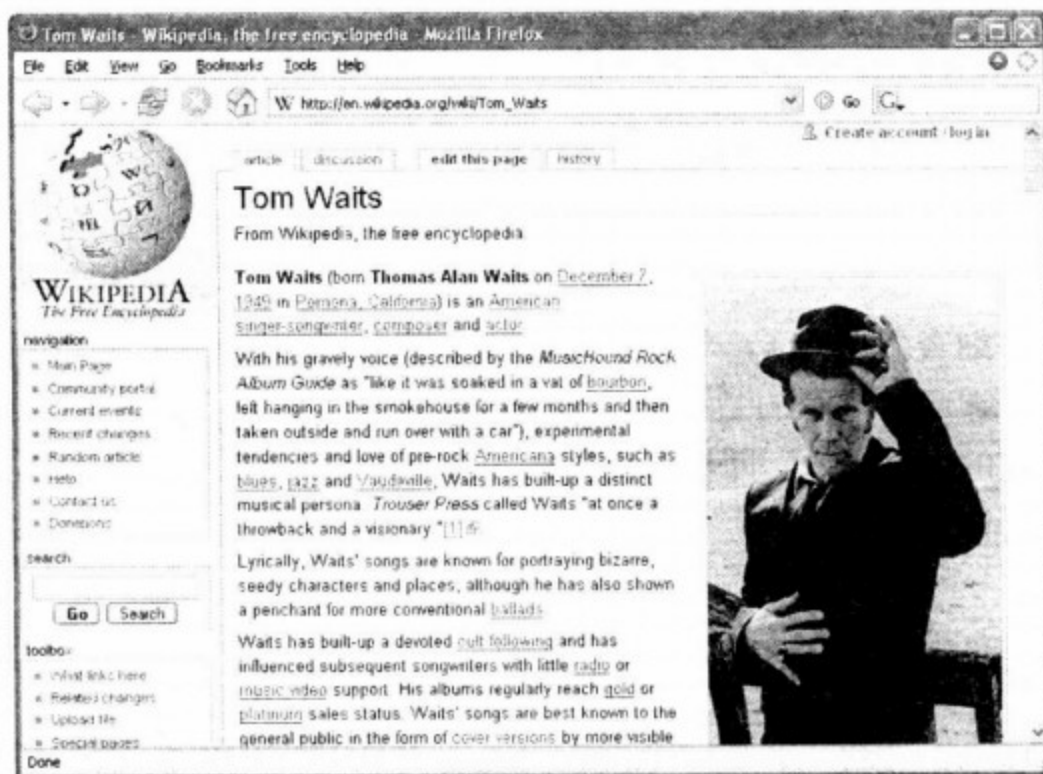 Tom Waits - Wikipedia, the free encyclopedia - Mozilla Firefox
File Edit View Go Bookmarks Tools Help
W http://en.wikipedia.org/wiki/Tom_Waits Go G
Create account / log in
article discussion edit this page history
Tom Waits
From Wikipedia, the free encyclopedia.
Tom Waits (born Thomas Alan Waits on December 7,
1949 in Pomona, California) is an American
singer-songwriter, composer and actor.
With his gravely voice (described by the MusicHound Rock
Album Guide as "like it was soaked in a vat of bourbon,
left hanging in the smokehouse for a few months and then
taken outside and run over with a car"), experimental
tendencies and love of pre-rock Americana styles, such as
blues, jazz and Vaudeville, Waits has built-up a distinct
musical persona. Trouser Press called Waits "at once a
throwback and a visionary."[1]
Lyrically, Waits' songs are known for portraying bizarre,
seedy characters and places, although he has also shown
a penchant for more conventional ballads.
Waits has built-up a devoted cult following and has
influenced subsequent songwriters with little radio or
music video support. His albums regularly reach gold or
platinum sales status. Waits' songs are best known to the
general public in the form of cover versions by more visible
WIKIPEDIA
The Free Encyclopedia
navigation
Main Page
Community portal
Current events
Recent changes
Random article
Help
Contact us
Donations
search
Go Search
toolbox
What links here
Related changes
Upload file
Special pages
Done